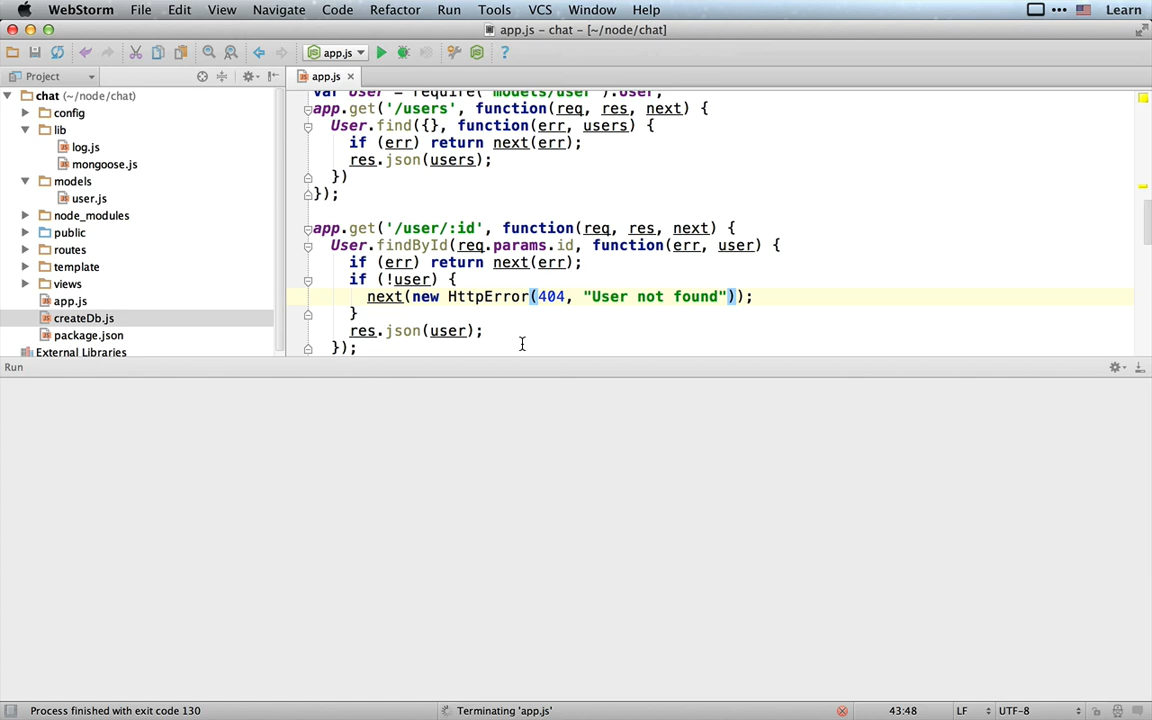 WebStorm File Edit View Navigate Code Refactor Run Tools VCS Window Help Learn
app.js – chat – [~/node/chat]
app.js
Project app.js
chat (~/node/chat)
config
lib
log.js
mongoose.js
models
user.js
node_modules
public
routes
template
views
app.js
createDb.js
package.json
External Libraries
var User = require('models/user').User;
app.get('/users', function(req, res, next) {
User.find({}, function(err, users) {
if (err) return next(err);
res.json(users);
})
});
app.get('/user/:id', function(req, res, next) {
User.findById(req.params.id, function(err, user) {
if (err) return next(err);
if (!user) {
next(new HttpError(404, "User not found"));
}
res.json(user);
});
Run
Process finished with exit code 130 Terminating 'app.js' 43:48 LF UTF-8